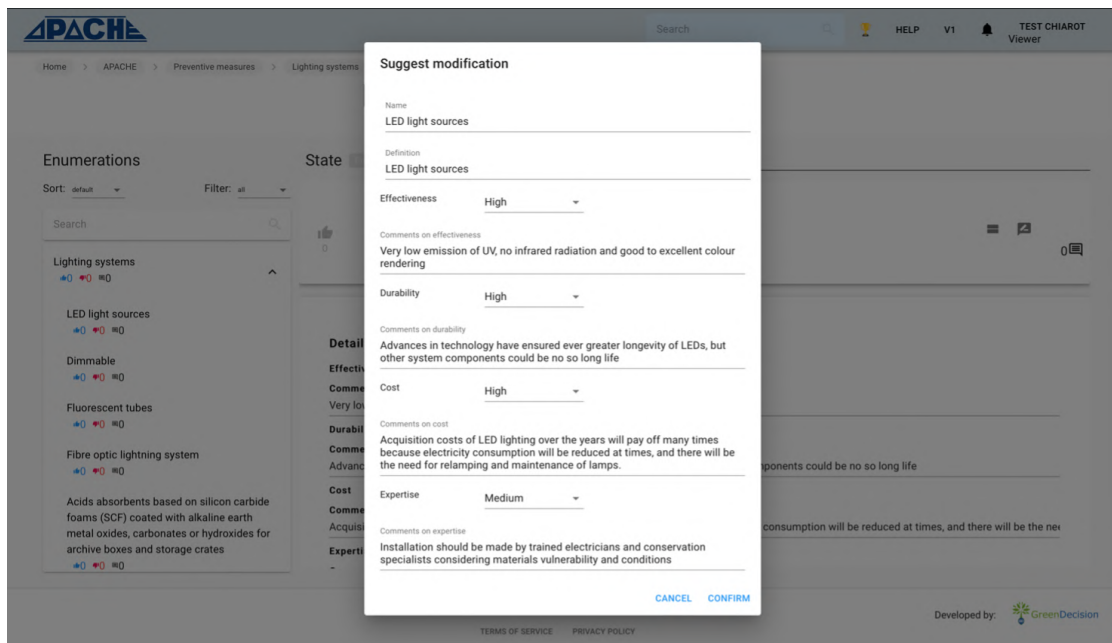 APACHE
Search
HELP
V1
TEST CHIAROT
Viewer
Home > APACHE > Preventive measures > Lighting systems
Enumerations
State
Sort: default
Filter: all
Search
0
0
Lighting systems
0 0 0
LED light sources
0 0 0
Dimmable
0 0 0
Fluorescent tubes
0 0 0
Fibre optic lightning system
0 0 0
Acids absorbents based on silicon carbide
foams (SCF) coated with alkaline earth
metal oxides, carbonates or hydroxides for
archive boxes and storage crates
0 0 0
Detail
Effectiv
Comme
Very lov
Durabil
Comme
Advanc
ponents could be no so long life
Cost
Comme
Acquisi
consumption will be reduced at times, and there will be the nee
Experti
Suggest modification
Name
LED light sources
Definition
LED light sources
Effectiveness High
Comments on effectiveness
Very low emission of UV, no infrared radiation and good to excellent colour
rendering
Durability High
Comments on durability
Advances in technology have ensured ever greater longevity of LEDs, but
other system components could be no so long life
Cost High
Comments on cost
Acquisition costs of LED lighting over the years will pay off many times
because electricity consumption will be reduced at times, and there will be
the need for relamping and maintenance of lamps.
Expertise Medium
Comments on expertise
Installation should be made by trained electricians and conservation
specialists considering materials vulnerability and conditions
CANCEL CONFIRM
Developed by: GreenDecision
TERMS OF SERVICE PRIVACY POLICY